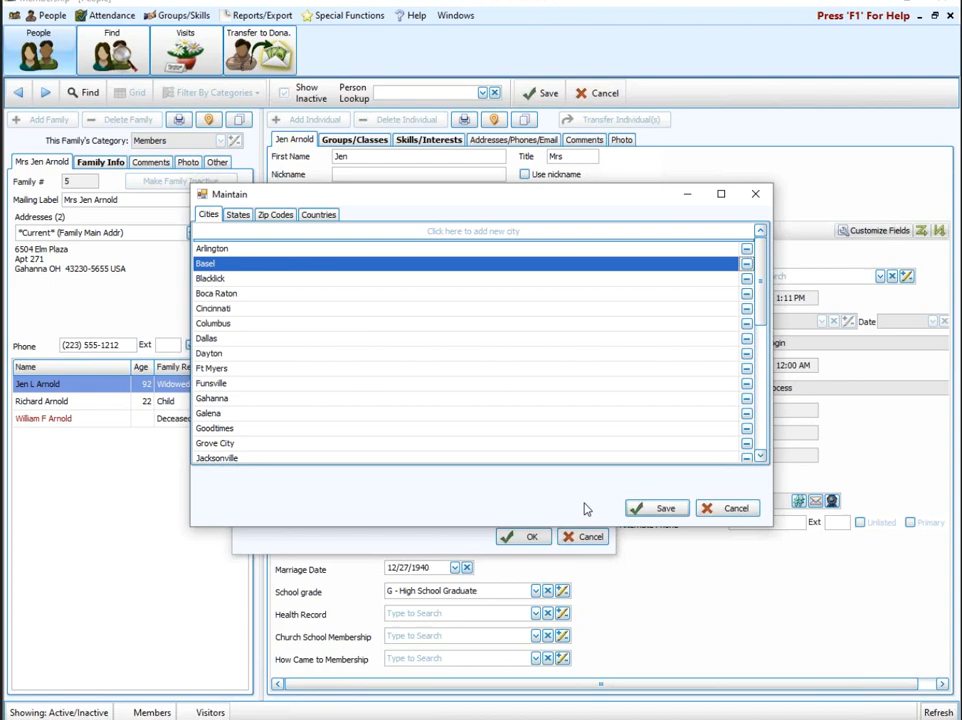 People Attendance Groups/Skills Reports/Export Special Functions Help Windows Press 'F1' For Help
People Find Visits Transfer to Dona.
Find Grid Filter By Categories Show Inactive Person Lookup Save Cancel
Add Family Delete Family Add Individual Delete Individual Transfer Individual(s)
This Family's Category: Members
Jen Arnold Groups/Classes Skills/Interests Addresses/Phones/Email Comments Photo
Mrs Jen Arnold Family Info Comments Photo Other
First Name Jen Title Mrs
Family # 5 Make Family Inactive
Nickname Use nickname
Mailing Label Mrs Jen Arnold
Maintain
Addresses (2)
Cities States Zip Codes Countries
*Current* (Family Main Addr)
Click here to add new city
Customize Fields
6504 Elm Plaza
Apt 271
Gahanna OH 43230-5655 USA
Arlington
Basel
Blacklick
Boca Raton
1:11 PM
Cincinnati
Columbus
Date
Dallas
Phone (223) 555-1212 Ext
Dayton
Name Age Family Re
Ft Myers
12:00 AM
Jen L Arnold 92 Widowed
Funsville
Richard Arnold 22 Child
Gahanna
William F Arnold Deceased
Galena
Goodtimes
Grove City
Jacksonville
Save Cancel
Ext Unlisted Primary
OK Cancel
Marriage Date 12/27/1940
School grade G - High School Graduate
Health Record Type to Search
Church School Membership Type to Search
How Came to Membership Type to Search
Showing: Active/Inactive Members Visitors Refresh